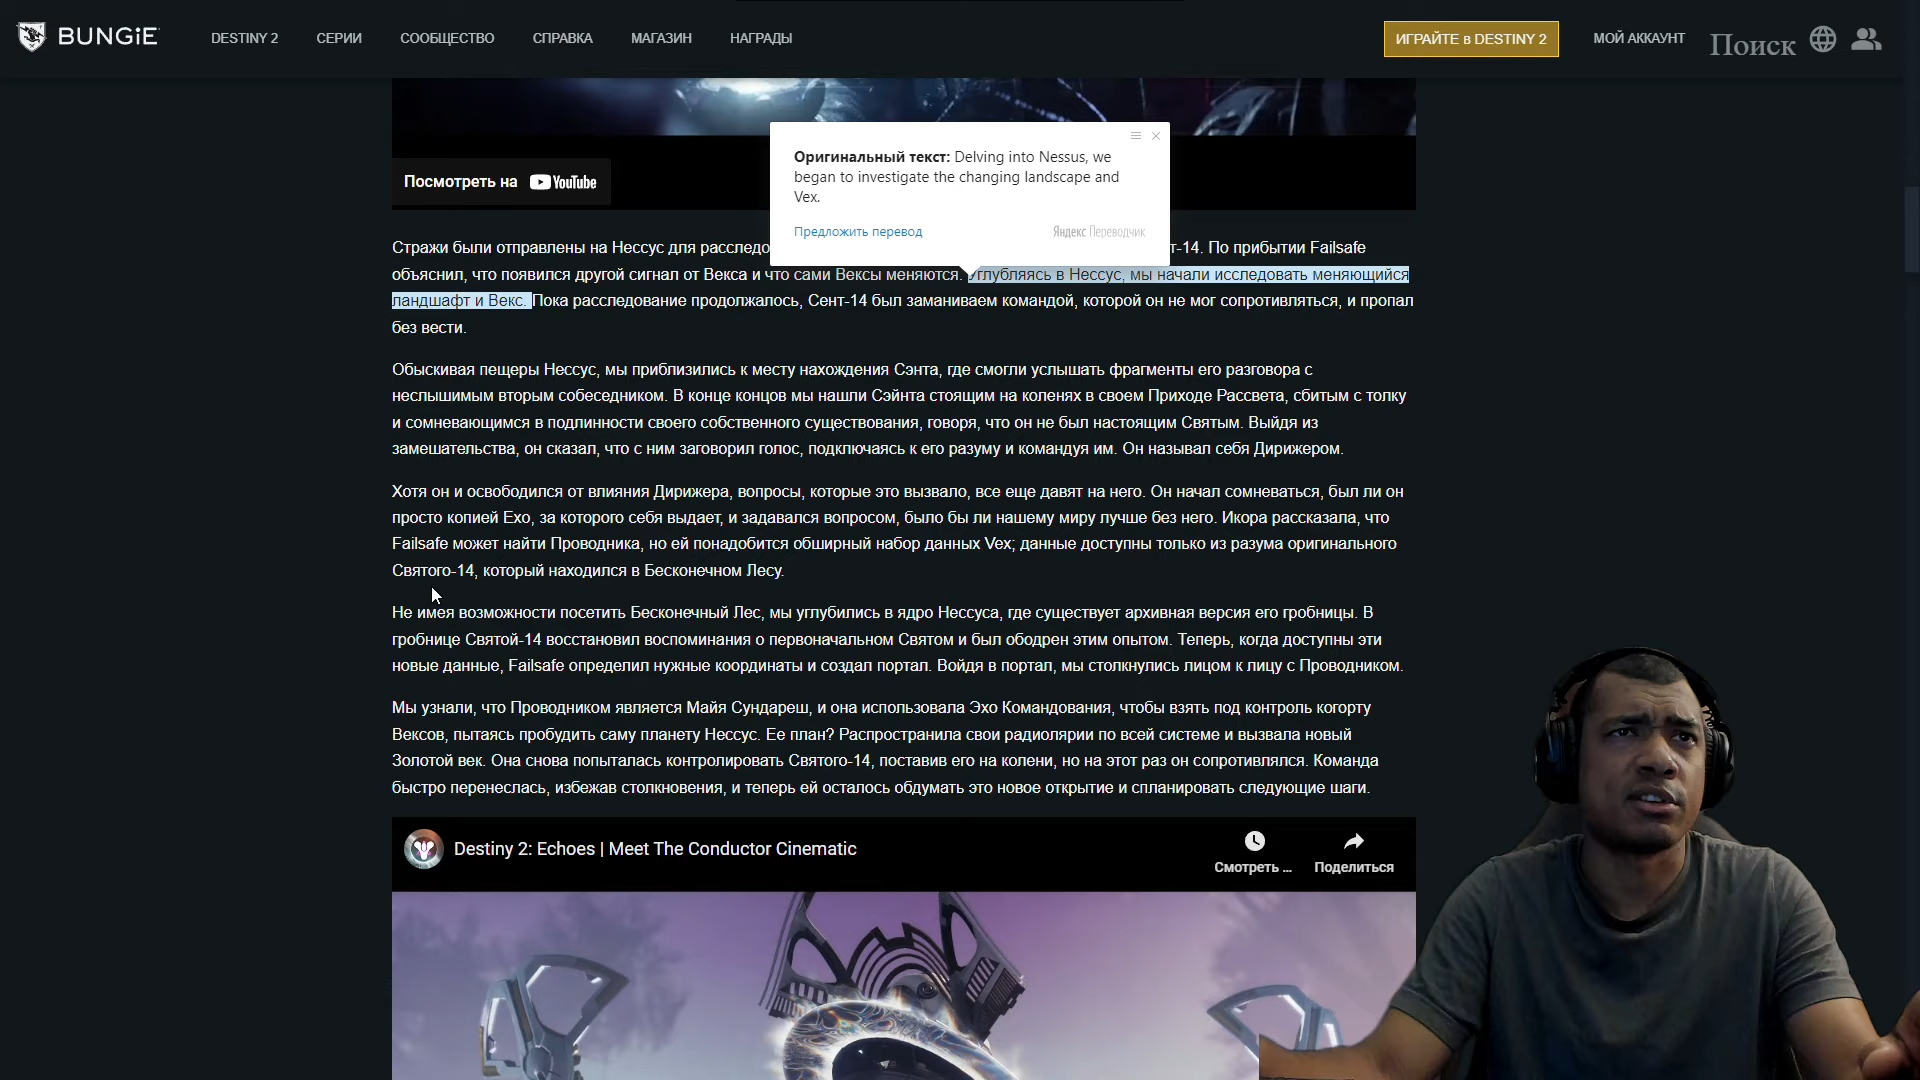 BUNGiE
DESTINY 2
СЕРИИ
СООБЩЕСТВО
СПРАВКА
МАГАЗИН
НАГРАДЫ
ИГРАЙТЕ в DESTINY 2
МОЙ АККАУНТ
Поиск
Посмотреть на YouTube
Оригинальный текст: Delving into Nessus, we
began to investigate the changing landscape and
Vex.
Предложить перевод
Яндекс Переводчик
Стражи были отправлены на Нессус для расследо т-14. По прибытии Failsafe
объяснил, что появился другой сигнал от Векса и что сами Вексы меняются. Углубляясь в Нессус, мы начали исследовать меняющийся
ландшафт и Векс. Пока расследование продолжалось, Сент-14 был заманиваем командой, которой он не мог сопротивляться, и пропал
без вести.
Обыскивая пещеры Нессус, мы приблизились к месту нахождения Сэнта, где смогли услышать фрагменты его разговора с
неслышимым вторым собеседником. В конце концов мы нашли Сэйнта стоящим на коленях в своем Приходе Рассвета, сбитым с толку
и сомневающимся в подлинности своего собственного существования, говоря, что он не был настоящим Святым. Выйдя из
замешательства, он сказал, что с ним заговорил голос, подключаясь к его разуму и командуя им. Он называл себя Дирижером.
Хотя он и освободился от влияния Дирижера, вопросы, которые это вызвало, все еще давят на него. Он начал сомневаться, был ли он
просто копией Exo, за которого себя выдает, и задавался вопросом, было бы ли нашему миру лучше без него. Икора рассказала, что
Failsafe может найти Проводника, но ей понадобится обширный набор данных Vex; данные доступны только из разума оригинального
Святого-14, который находился в Бесконечном Лесу.
Не имея возможности посетить Бесконечный Лес, мы углубились в ядро Нессуса, где существует архивная версия его гробницы. В
гробнице Святой-14 восстановил воспоминания о первоначальном Святом и был ободрен этим опытом. Теперь, когда доступны эти
новые данные, Failsafe определил нужные координаты и создал портал. Войдя в портал, мы столкнулись лицом к лицу с Проводником.
Мы узнали, что Проводником является Майя Сундареш, и она использовала Эхо Командования, чтобы взять под контроль когорту
Вексов, пытаясь пробудить саму планету Нессус. Ее план? Распространила свои радиолярии по всей системе и вызвала новый
Золотой век. Она снова попыталась контролировать Святого-14, поставив его на колени, но на этот раз он сопротивлялся. Команда
быстро перенеслась, избежав столкновения, и теперь ей осталось обдумать это новое открытие и спланировать следующие шаги.
Destiny 2: Echoes | Meet The Conductor Cinematic
Смотреть ...
Поделиться